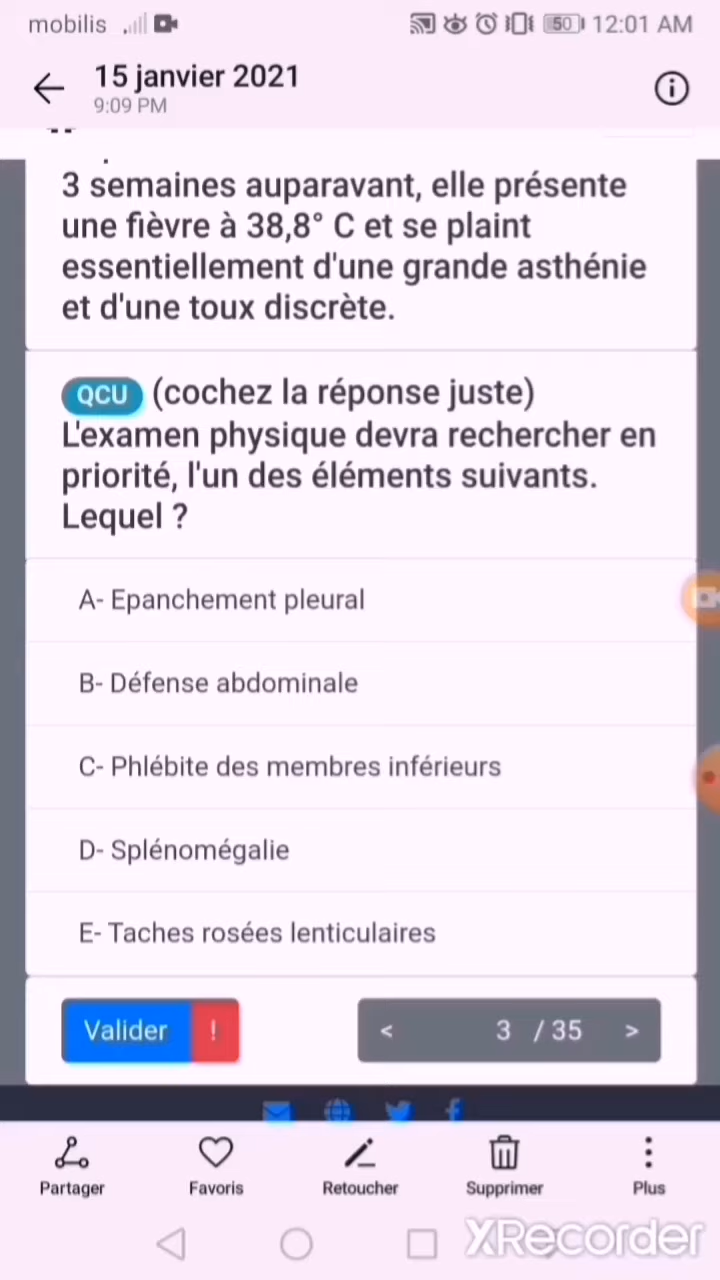 mobilis 50 12:01 AM
15 janvier 2021
9:09 PM
3 semaines auparavant, elle présente
une fièvre à 38,8° C et se plaint
essentiellement d'une grande asthénie
et d'une toux discrète.
QCU (cochez la réponse juste)
L'examen physique devra rechercher en
priorité, l'un des éléments suivants.
Lequel ?
A- Epanchement pleural
B- Défense abdominale
C- Phlébite des membres inférieurs
D- Splénomégalie
E- Taches rosées lenticulaires
Valider ! < 3 / 35 >
Partager Favoris Retoucher Supprimer Plus
XRecorder